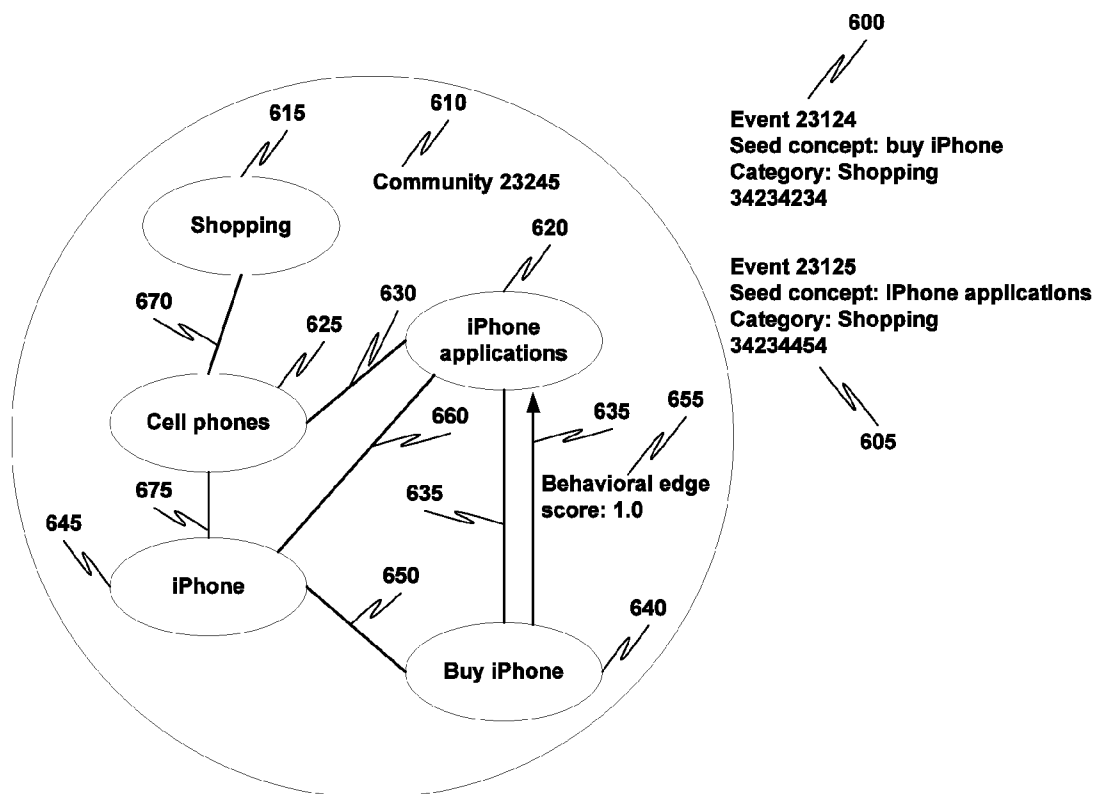 600
Event 23124
Seed concept: buy iPhone
Category: Shopping
34234234
610
615
Community 23245
Shopping
620
Event 23125
Seed concept: iPhone applications
Category: Shopping
34234454
670
630
625
iPhone
applications
Cell phones
660
635
655
605
675
635
Behavioral edge
score: 1.0
645
iPhone
650
640
Buy iPhone